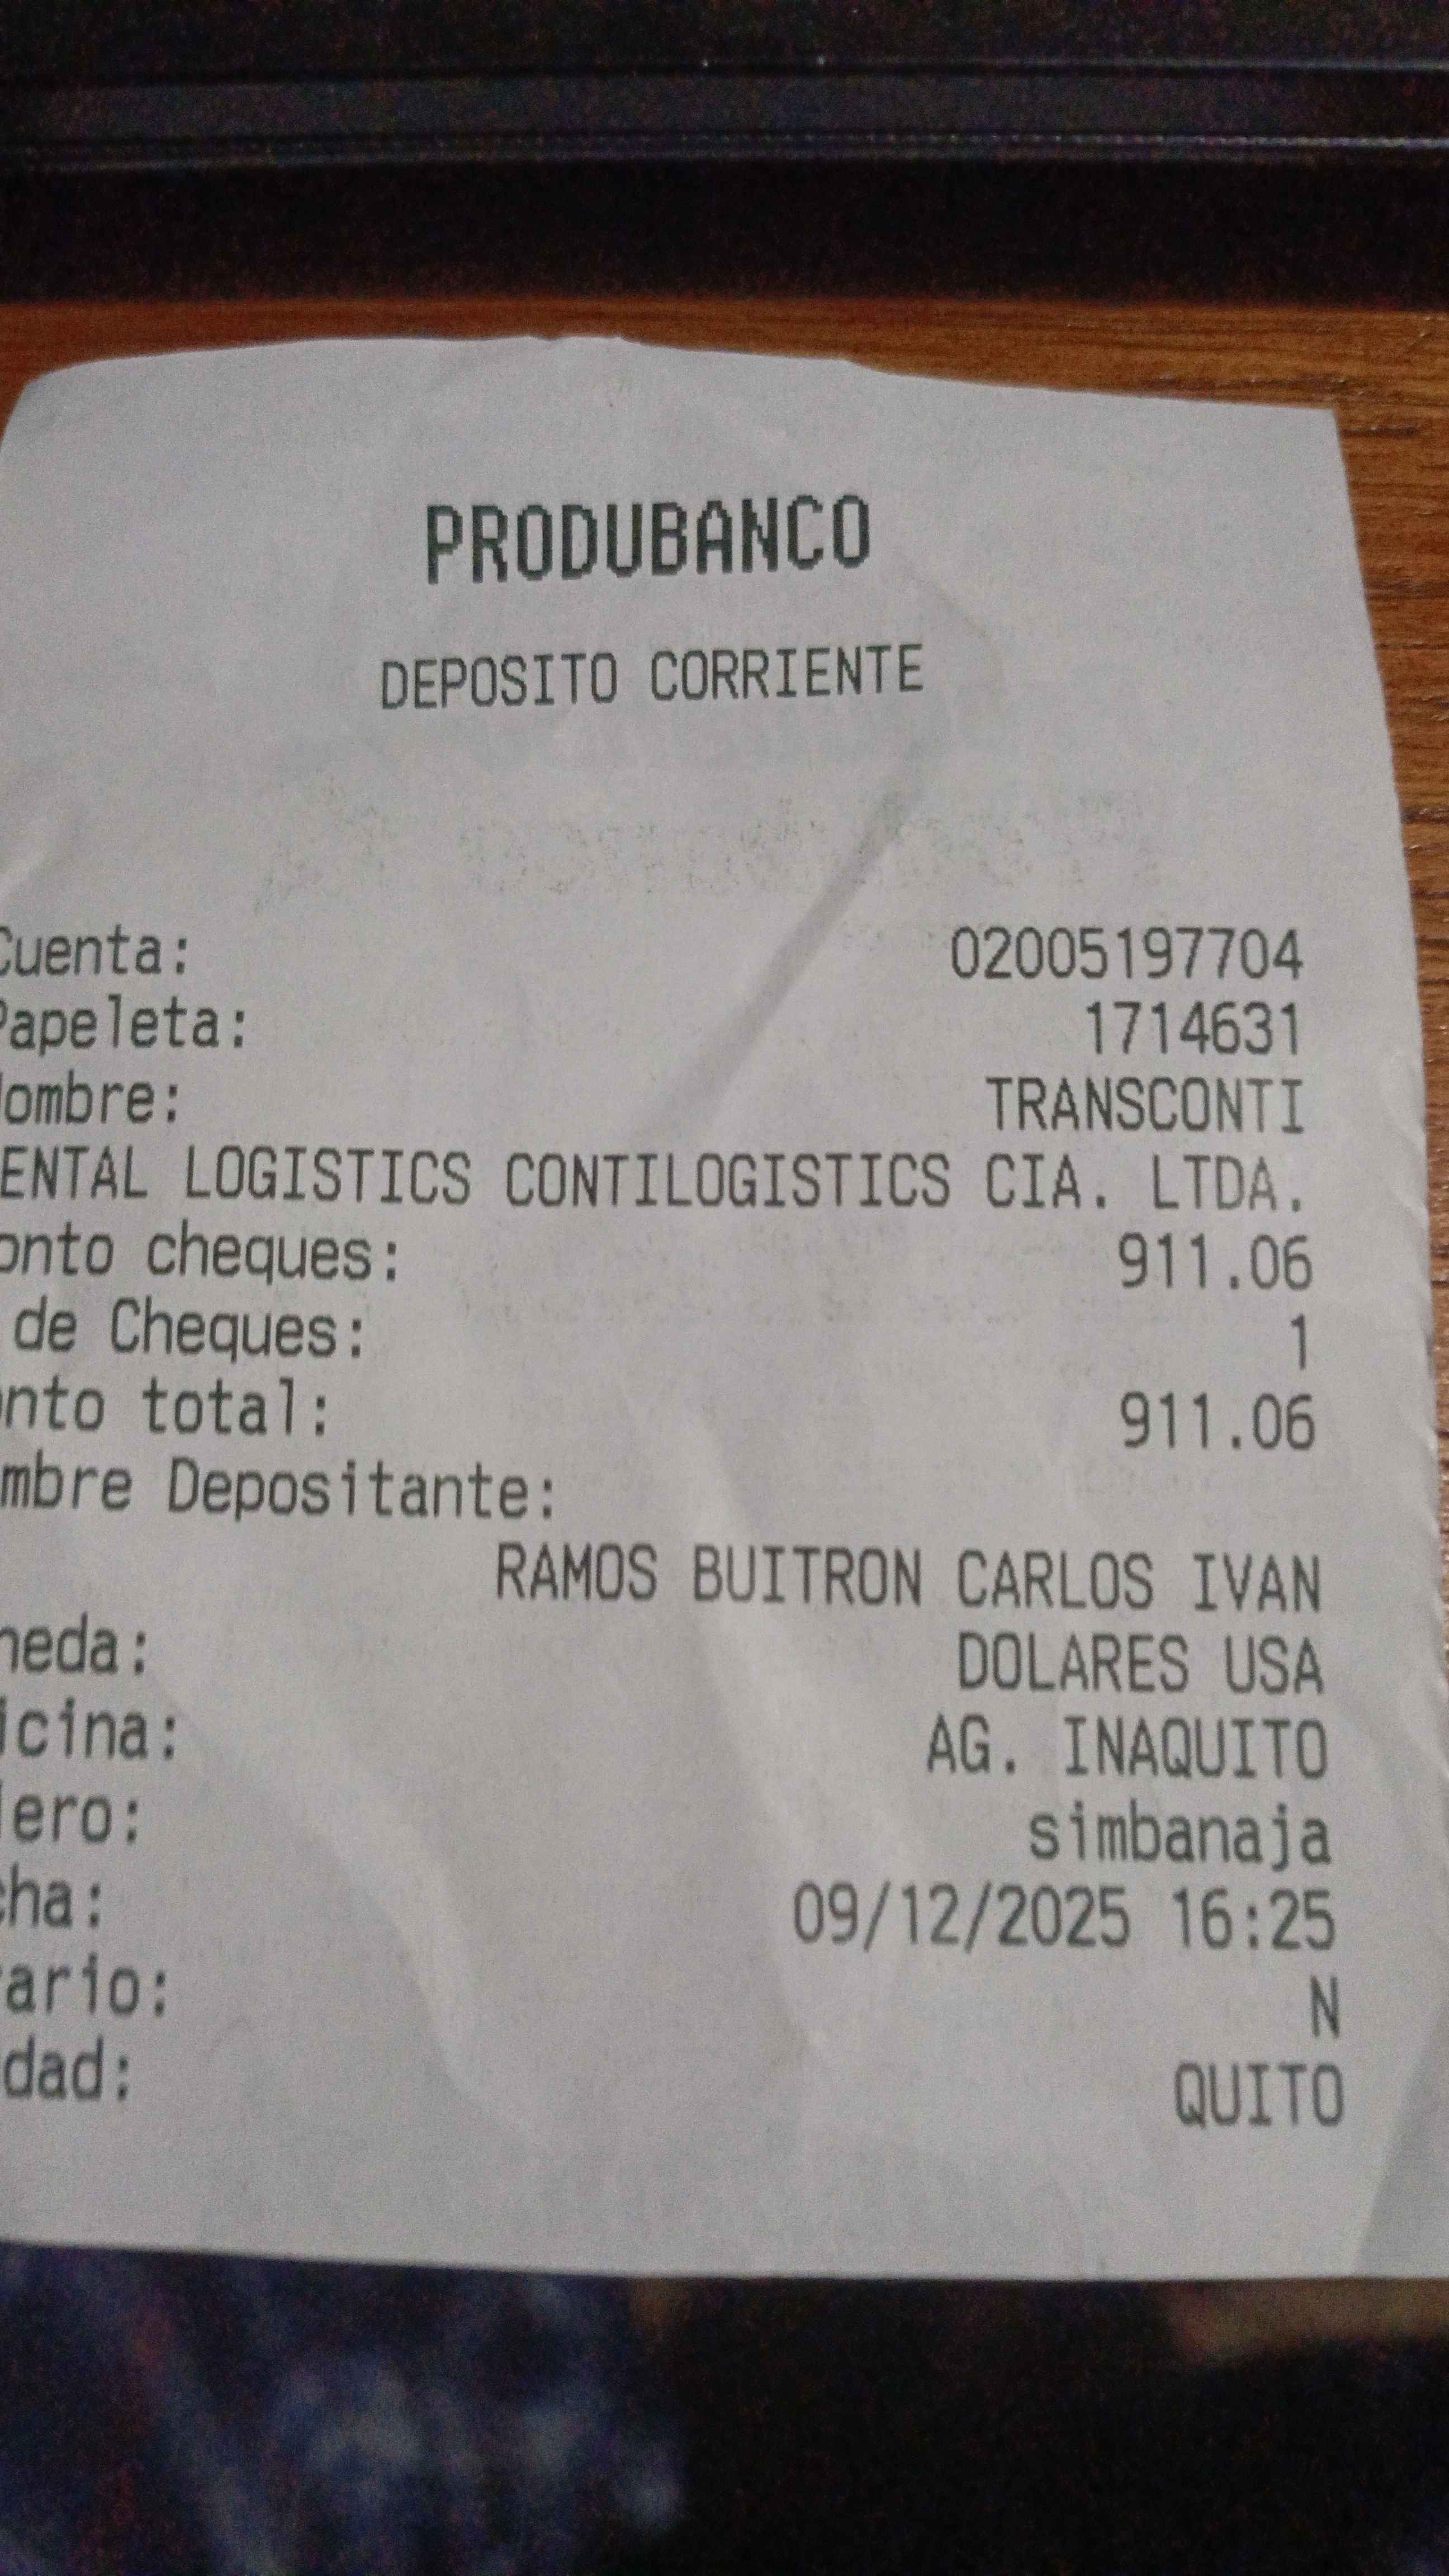 PRODUBANCO
DEPOSITO CORRIENTE
Cuenta: 02005197704
Papeleta: 1714631
ombre: TRANSCONTI
ENTAL LOGISTICS CONTILOGISTICS CIA. LTDA.
onto cheques: 911.06
de Cheques: 1
onto total: 911.06
mbre Depositante:
RAMOS BUITRON CARLOS IVAN
neda: DOLARES USA
icina: AG. INAQUITO
jero: simbanaja
cha: 09/12/2025 16:25
ario: N
dad: QUITO